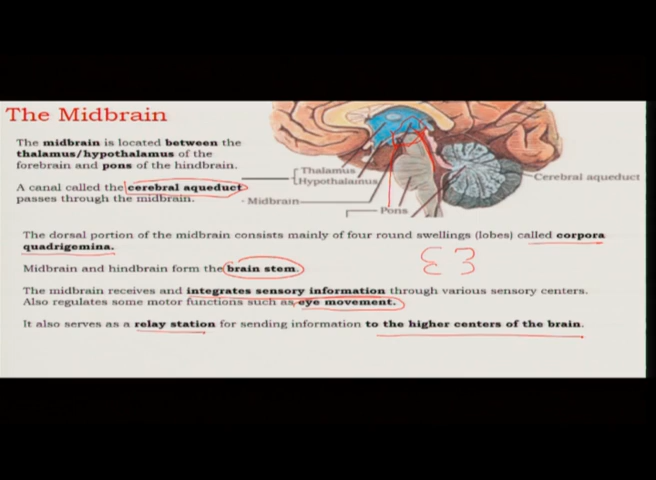 The Midbrain
The midbrain is located between the
thalamus/hypothalamus of the
forebrain and pons of the hindbrain.
A canal called the cerebral aqueduct
passes through the midbrain.
Thalamus
Hypothalamus
Midbrain
Pons
Cerebral aqueduct
The dorsal portion of the midbrain consists mainly of four round swellings (lobes) called corpora
quadrigemina.
Midbrain and hindbrain form the brain stem.
The midbrain receives and integrates sensory information through various sensory centers.
Also regulates some motor functions such as eye movement.
It also serves as a relay station for sending information to the higher centers of the brain.